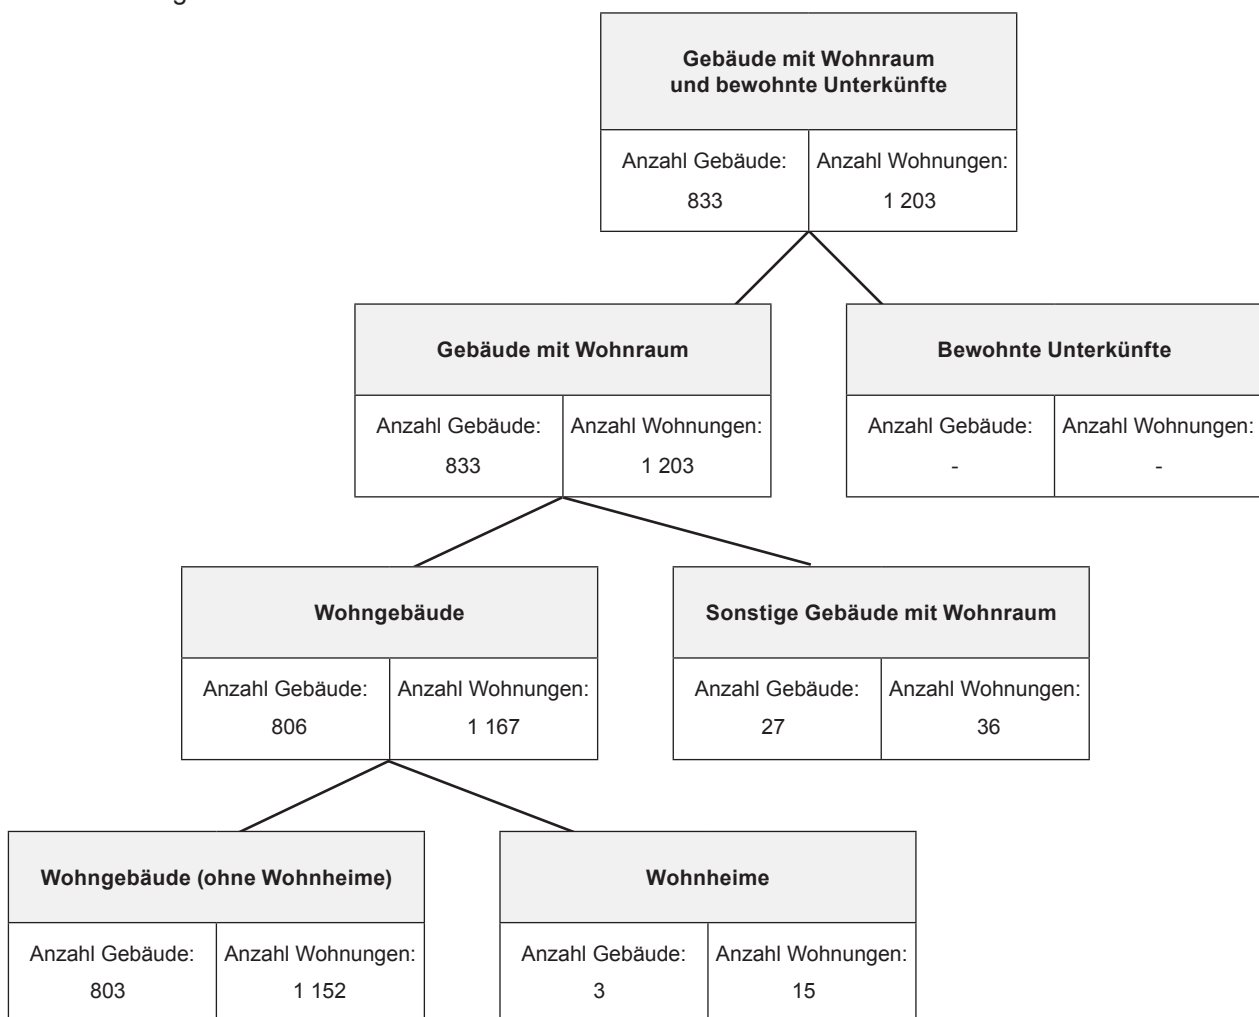 Gebäude mit Wohnraum
und bewohnte Unterkünfte
Anzahl Gebäude: Anzahl Wohnungen:
833 1 203
Gebäude mit Wohnraum
Anzahl Gebäude: Anzahl Wohnungen:
833 1 203
Bewohnte Unterkünfte
Anzahl Gebäude: Anzahl Wohnungen:
- -
Wohngebäude
Anzahl Gebäude: Anzahl Wohnungen:
806 1 167
Sonstige Gebäude mit Wohnraum
Anzahl Gebäude: Anzahl Wohnungen:
27 36
Wohngebäude (ohne Wohnheime)
Anzahl Gebäude: Anzahl Wohnungen:
803 1 152
Wohnheime
Anzahl Gebäude: Anzahl Wohnungen:
3 15